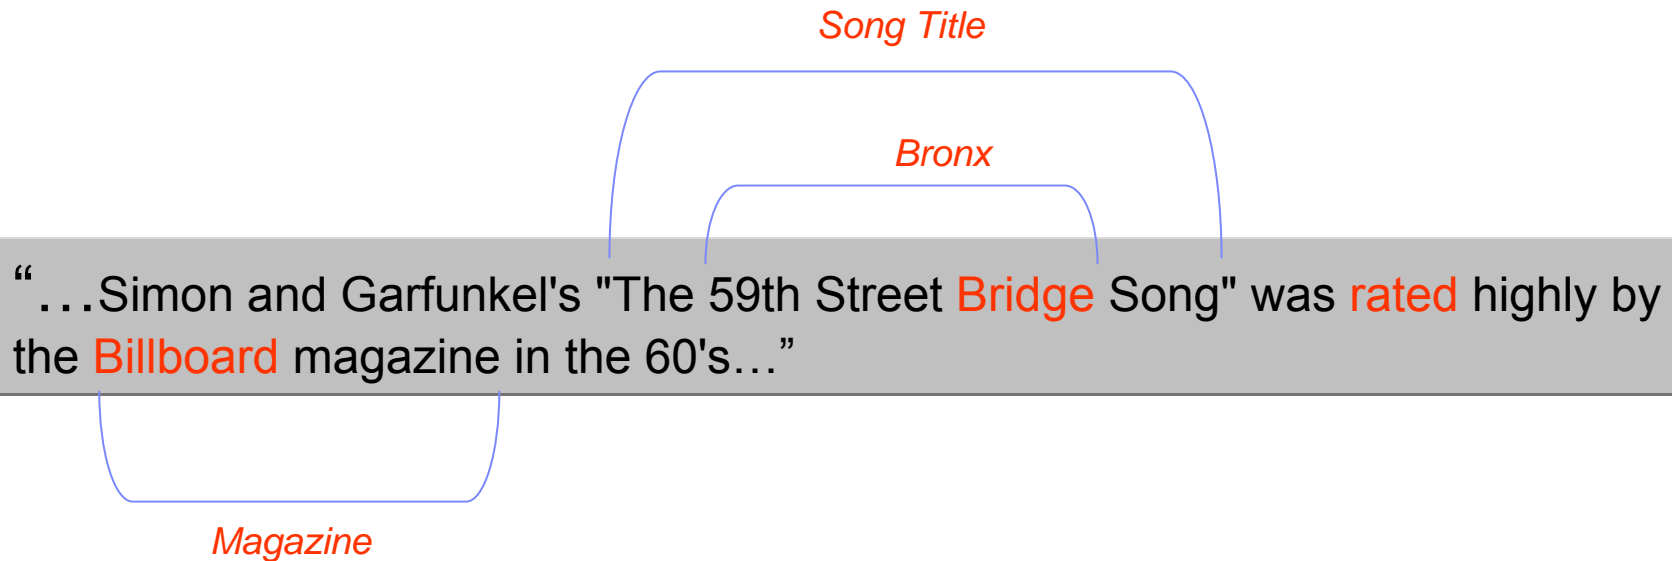 Song Title
Bronx
“…Simon and Garfunkel's "The 59th Street Bridge Song" was rated highly by
the Billboard magazine in the 60's…”
Magazine